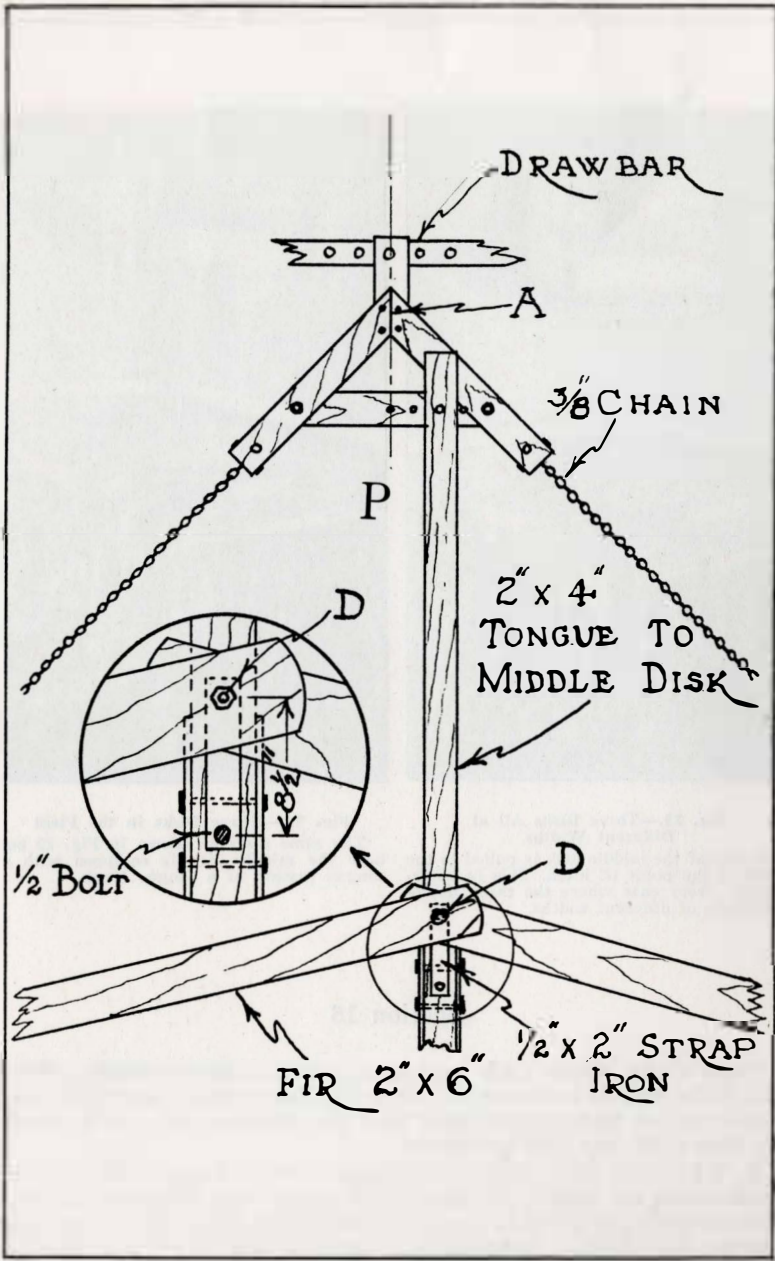 DRAWBAR
A
3/8" CHAIN
P
2" x 4"
TONGUE TO
MIDDLE DISK
D
8 1/2"
1/2" BOLT
D
1/2" x 2" STRAP
IRON
FIR 2" x 6"